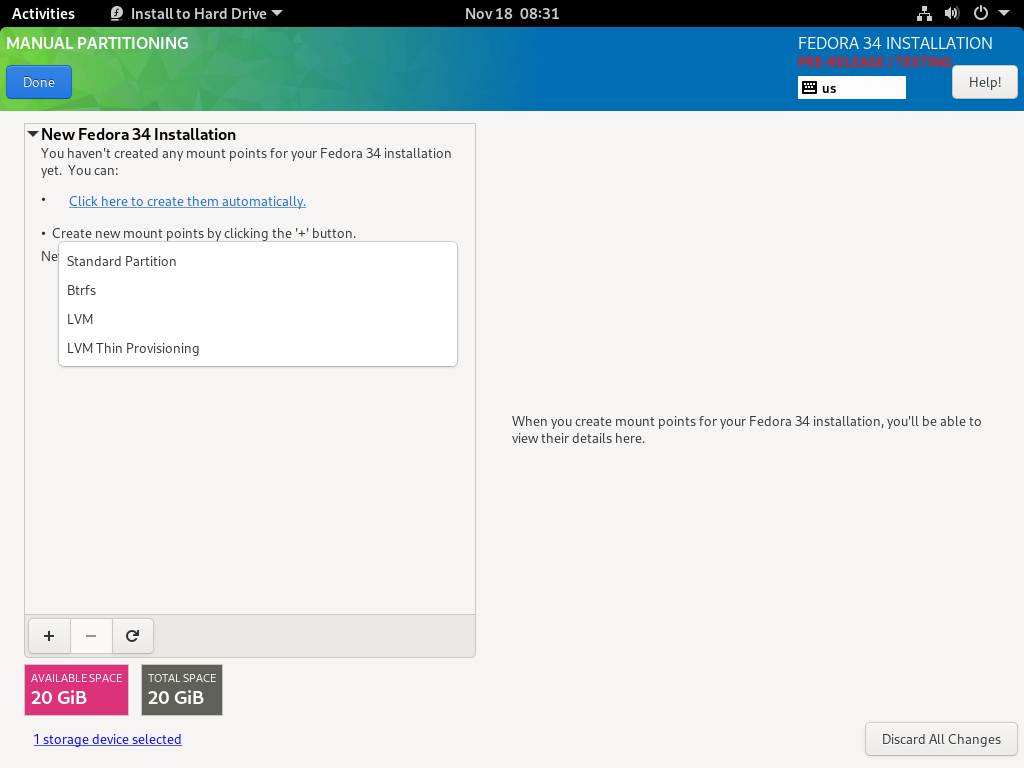 Activities
Install to Hard Drive
Nov 18 08:31
MANUAL PARTITIONING
FEDORA 34 INSTALLATION
PRE-RELEASE / TESTING
Done
us
Help!
New Fedora 34 Installation
You haven't created any mount points for your Fedora 34 installation
yet. You can:
• Click here to create them automatically.
• Create new mount points by clicking the '+' button.
Standard Partition
Btrfs
LVM
LVM Thin Provisioning
When you create mount points for your Fedora 34 installation, you'll be able to
view their details here.
AVAILABLE SPACE
20 GiB
TOTAL SPACE
20 GiB
1 storage device selected
Discard All Changes